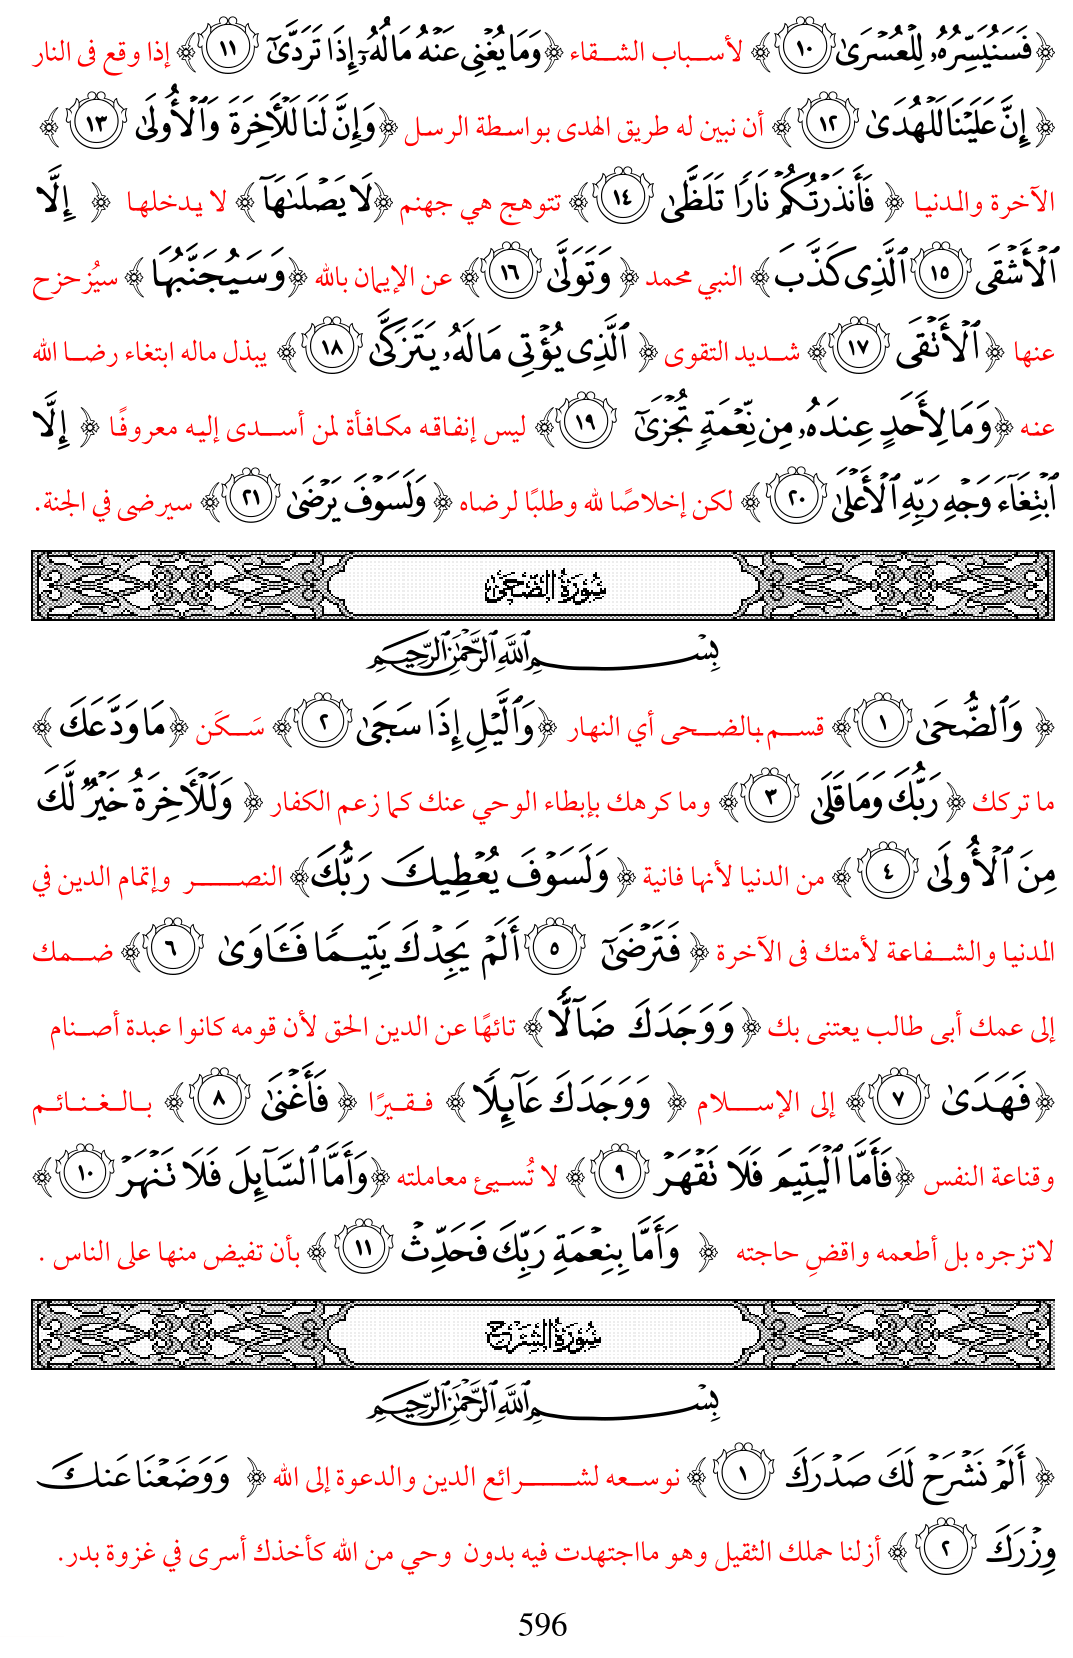 ﴿فَسَنُيَسِّرُهُۥ لِلْعُسْرَىٰ ١٠﴾ لأسباب الشقاء ﴿وَمَا يُغْنِى عَنْهُ مَالُهُۥٓ إِذَا تَرَدَّىٰٓ ١١﴾ إذا وقع فى النار
﴿إِنَّ عَلَيْنَا لَلْهُدَىٰ ١٢﴾ أن نبين له طريق الهدى بواسطة الرسل ﴿وَإِنَّ لَنَا لَلْـَٔاخِرَةَ وَٱلْأُولَىٰ ١٣﴾
الآخرة والدنيا ﴿فَأَنذَرْتُكُمْ نَارًا تَلَظَّىٰ ١٤﴾ تتوهج هي جهنم ﴿لَا يَصْلَىٰهَآ﴾ لا يدخلها ﴿إِلَّا
ٱلْأَشْقَى ١٥ ٱلَّذِى كَذَّبَ﴾ النبي محمد ﴿وَتَوَلَّىٰ ١٦﴾ عن الإيمان بالله ﴿وَسَيُجَنَّبُهَا﴾ سيُزحزح
عنها ﴿ٱلْأَتْقَى ١٧﴾ شديد التقوى ﴿ٱلَّذِى يُؤْتِى مَالَهُۥ يَتَزَكَّىٰ ١٨﴾ يبذل ماله ابتغاء رضا الله
عنه ﴿وَمَا لِأَحَدٍ عِندَهُۥ مِن نِّعْمَةٍ تُجْزَىٰٓ ١٩﴾ ليس إنفاقه مكافأة لمن أسدى إليه معروفًا ﴿إِلَّا
ٱبْتِغَآءَ وَجْهِ رَبِّهِ ٱلْأَعْلَىٰ ٢٠﴾ لكن إخلاصًا لله وطلبًا لرضاه ﴿وَلَسَوْفَ يَرْضَىٰ ٢١﴾ سيرضى في الجنة.
سُورَةُ الضُّحَىٰ
بِسْمِ ٱللَّهِ ٱلرَّحْمَٰنِ ٱلرَّحِيمِ
﴿وَٱلضُّحَىٰ ١﴾ قسم بالضحى أي النهار ﴿وَٱلَّيْلِ إِذَا سَجَىٰ ٢﴾ سَكَن ﴿مَا وَدَّعَكَ﴾
ما تركك ﴿رَبُّكَ وَمَا قَلَىٰ ٣﴾ وما كرهك بإبطاء الوحي عنك كما زعم الكفار ﴿وَلَلْـَٔاخِرَةُ خَيْرٌ لَّكَ
مِنَ ٱلْأُولَىٰ ٤﴾ من الدنيا لأنها فانية ﴿وَلَسَوْفَ يُعْطِيكَ رَبُّكَ﴾ النصر وإتمام الدين في
الدنيا والشفاعة لأمتك فى الآخرة ﴿فَتَرْضَىٰٓ ٥ أَلَمْ يَجِدْكَ يَتِيمًا فَـَٔاوَىٰ ٦﴾ ضمك
إلى عمك أبى طالب يعتنى بك ﴿وَوَجَدَكَ ضَآلًّا﴾ تائهًا عن الدين الحق لأن قومه كانوا عبدة أصنام
﴿فَهَدَىٰ ٧﴾ إلى الإسلام ﴿وَوَجَدَكَ عَآئِلًا﴾ فقيرًا ﴿فَأَغْنَىٰ ٨﴾ بالغنائم
وقناعة النفس ﴿فَأَمَّا ٱلْيَتِيمَ فَلَا تَقْهَرْ ٩﴾ لا تُسيئ معاملته ﴿وَأَمَّا ٱلسَّآئِلَ فَلَا تَنْهَرْ ١٠﴾
لاتزجره بل أطعمه واقضِ حاجته ﴿وَأَمَّا بِنِعْمَةِ رَبِّكَ فَحَدِّثْ ١١﴾ بأن تفيض منها على الناس .
سُورَةُ الشَّرْحِ
بِسْمِ ٱللَّهِ ٱلرَّحْمَٰنِ ٱلرَّحِيمِ
﴿أَلَمْ نَشْرَحْ لَكَ صَدْرَكَ ١﴾ نوسعه لشرائع الدين والدعوة إلى الله ﴿وَوَضَعْنَا عَنكَ
وِزْرَكَ ٢﴾ أزلنا حملك الثقيل وهو مااجتهدت فيه بدون وحي من الله كأخذك أسرى في غزوة بدر.
596